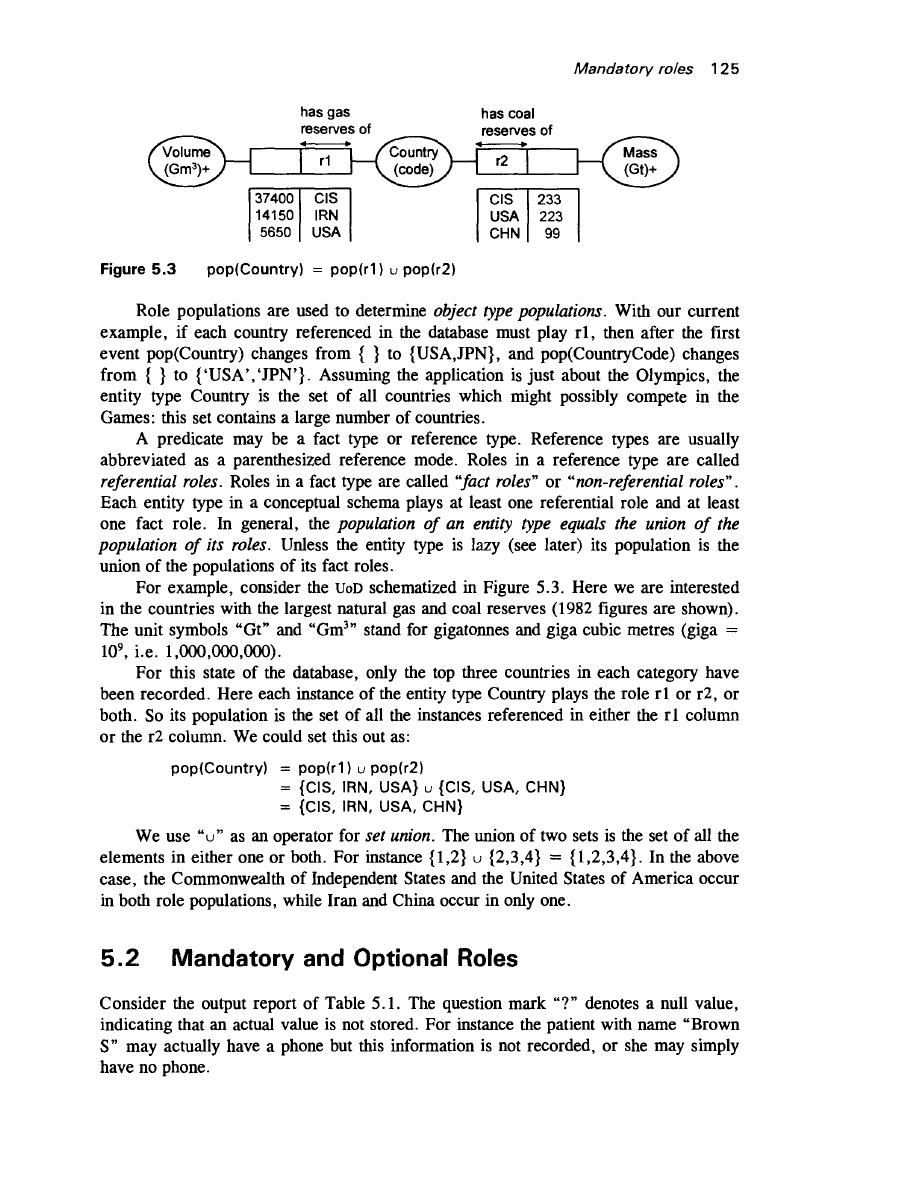 Mandatory roles 125
has gas has coal
reserves of reserves of
Volume r1 Country r2 Mass
(Gm³)+ (code) (Gt)+
37400 CIS CIS 233
14150 IRN USA 223
5650 USA CHN 99
Figure 5.3 pop(Country) = pop(r1) ∪ pop(r2)
Role populations are used to determine object type populations. With our current
example, if each country referenced in the database must play r1, then after the first
event pop(Country) changes from { } to {USA,JPN}, and pop(CountryCode) changes
from { } to {‘USA’,‘JPN’}. Assuming the application is just about the Olympics, the
entity type Country is the set of all countries which might possibly compete in the
Games: this set contains a large number of countries.
A predicate may be a fact type or reference type. Reference types are usually
abbreviated as a parenthesized reference mode. Roles in a reference type are called
referential roles. Roles in a fact type are called “fact roles” or “non-referential roles”.
Each entity type in a conceptual schema plays at least one referential role and at least
one fact role. In general, the population of an entity type equals the union of the
population of its roles. Unless the entity type is lazy (see later) its population is the
union of the populations of its fact roles.
For example, consider the UoD schematized in Figure 5.3. Here we are interested
in the countries with the largest natural gas and coal reserves (1982 figures are shown).
The unit symbols “Gt” and “Gm³” stand for gigatonnes and giga cubic metres (giga =
10⁹, i.e. 1,000,000,000).
For this state of the database, only the top three countries in each category have
been recorded. Here each instance of the entity type Country plays the role r1 or r2, or
both. So its population is the set of all the instances referenced in either the r1 column
or the r2 column. We could set this out as:
pop(Country) = pop(r1) ∪ pop(r2)
= {CIS, IRN, USA} ∪ {CIS, USA, CHN}
= {CIS, IRN, USA, CHN}
We use “∪” as an operator for set union. The union of two sets is the set of all the
elements in either one or both. For instance {1,2} ∪ {2,3,4} = {1,2,3,4}. In the above
case, the Commonwealth of Independent States and the United States of America occur
in both role populations, while Iran and China occur in only one.
5.2 Mandatory and Optional Roles
Consider the output report of Table 5.1. The question mark “?” denotes a null value,
indicating that an actual value is not stored. For instance the patient with name “Brown
S” may actually have a phone but this information is not recorded, or she may simply
have no phone.